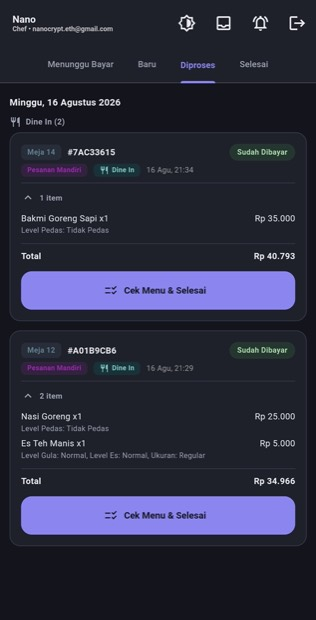 Nano
Chef • nanocrypt.eth@gmail.com
Menunggu Bayar Baru Diproses Selesai
Minggu, 16 Agustus 2026
Dine In (2)
Meja 14 #7AC33615 Sudah Dibayar
Pesanan Mandiri Dine In 16 Agu, 21:34
1 item
Bakmi Goreng Sapi x1 Rp 35.000
Level Pedas: Tidak Pedas
Total Rp 40.793
Cek Menu & Selesai
Meja 12 #A01B9CB6 Sudah Dibayar
Pesanan Mandiri Dine In 16 Agu, 21:29
2 item
Nasi Goreng x1 Rp 25.000
Level Pedas: Tidak Pedas
Es Teh Manis x1 Rp 5.000
Level Gula: Normal, Level Es: Normal, Ukuran: Regular
Total Rp 34.966
Cek Menu & Selesai